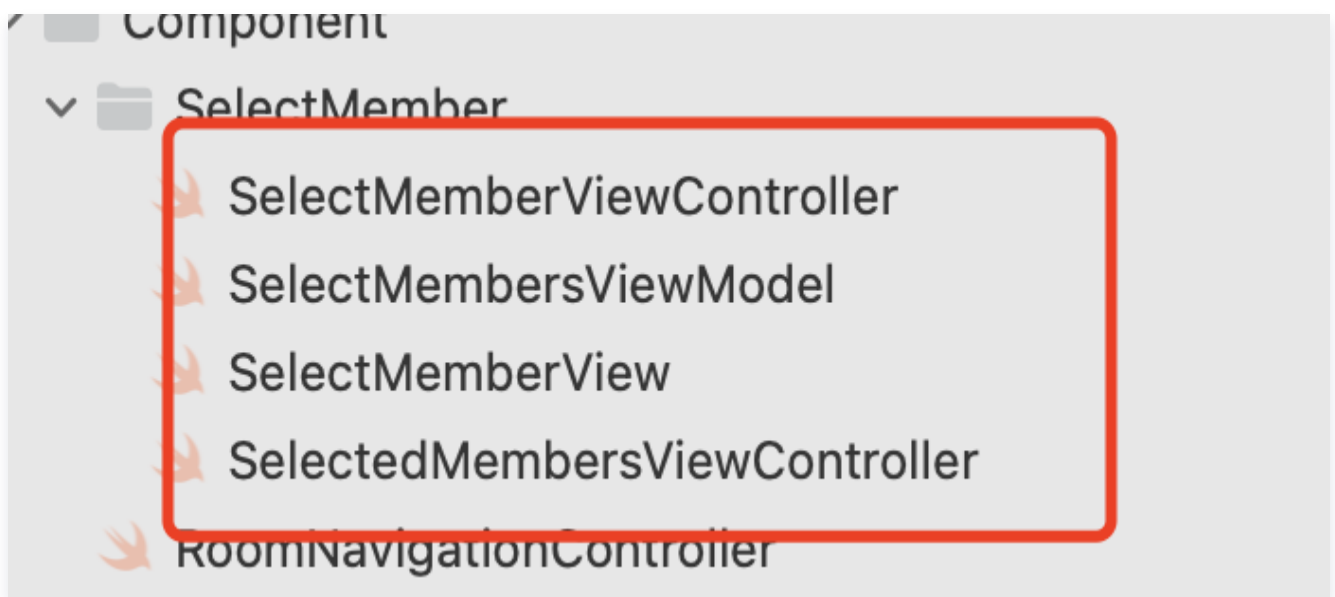 Component
SelectMember
SelectMemberViewController
SelectMembersViewModel
SelectMemberView
SelectedMembersViewController
RoomNavigationController